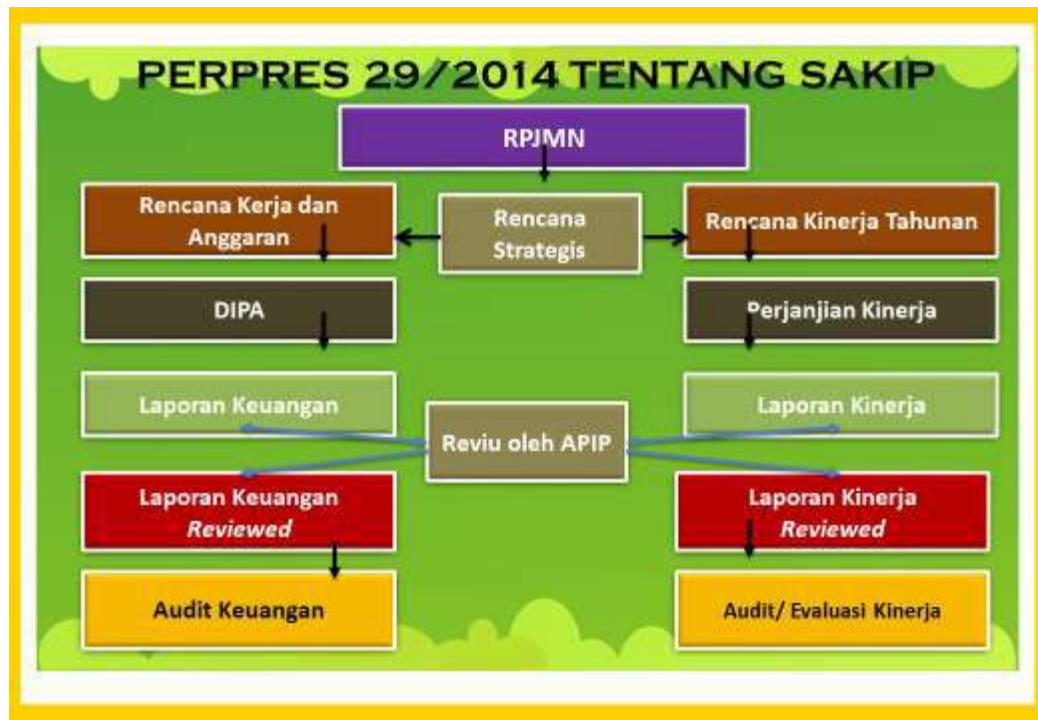 PERPRES 29/2014 TENTANG SAKIP
RPJMN
Rencana Kerja dan
Anggaran
Rencana
Strategis
Rencana Kinerja Tahunan
DIPA
Perjanjian Kinerja
Laporan Keuangan
Reviu oleh APIP
Laporan Kinerja
Laporan Keuangan
Reviewed
Laporan Kinerja
Reviewed
Audit Keuangan
Audit/ Evaluasi Kinerja